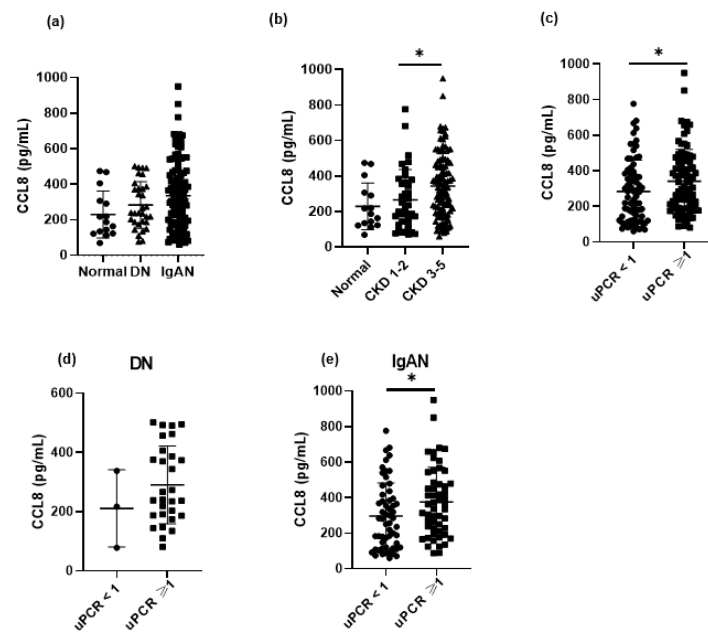 (a)
CCL8 (pg/mL)
1000
800
600
400
200
0
Normal DN IgAN
(b)
*
CCL8 (pg/mL)
1000
800
600
400
200
0
Normal
CKD 1-2
CKD 3-5
(c)
*
CCL8 (pg/mL)
1000
800
600
400
200
0
uPCR < 1
uPCR ⩾1
(d)
DN
CCL8 (pg/mL)
600
400
200
0
uPCR < 1
uPCR ⩾1
(e)
IgAN
*
CCL8 (pg/mL)
1000
800
600
400
200
0
uPCR < 1
uPCR ⩾1